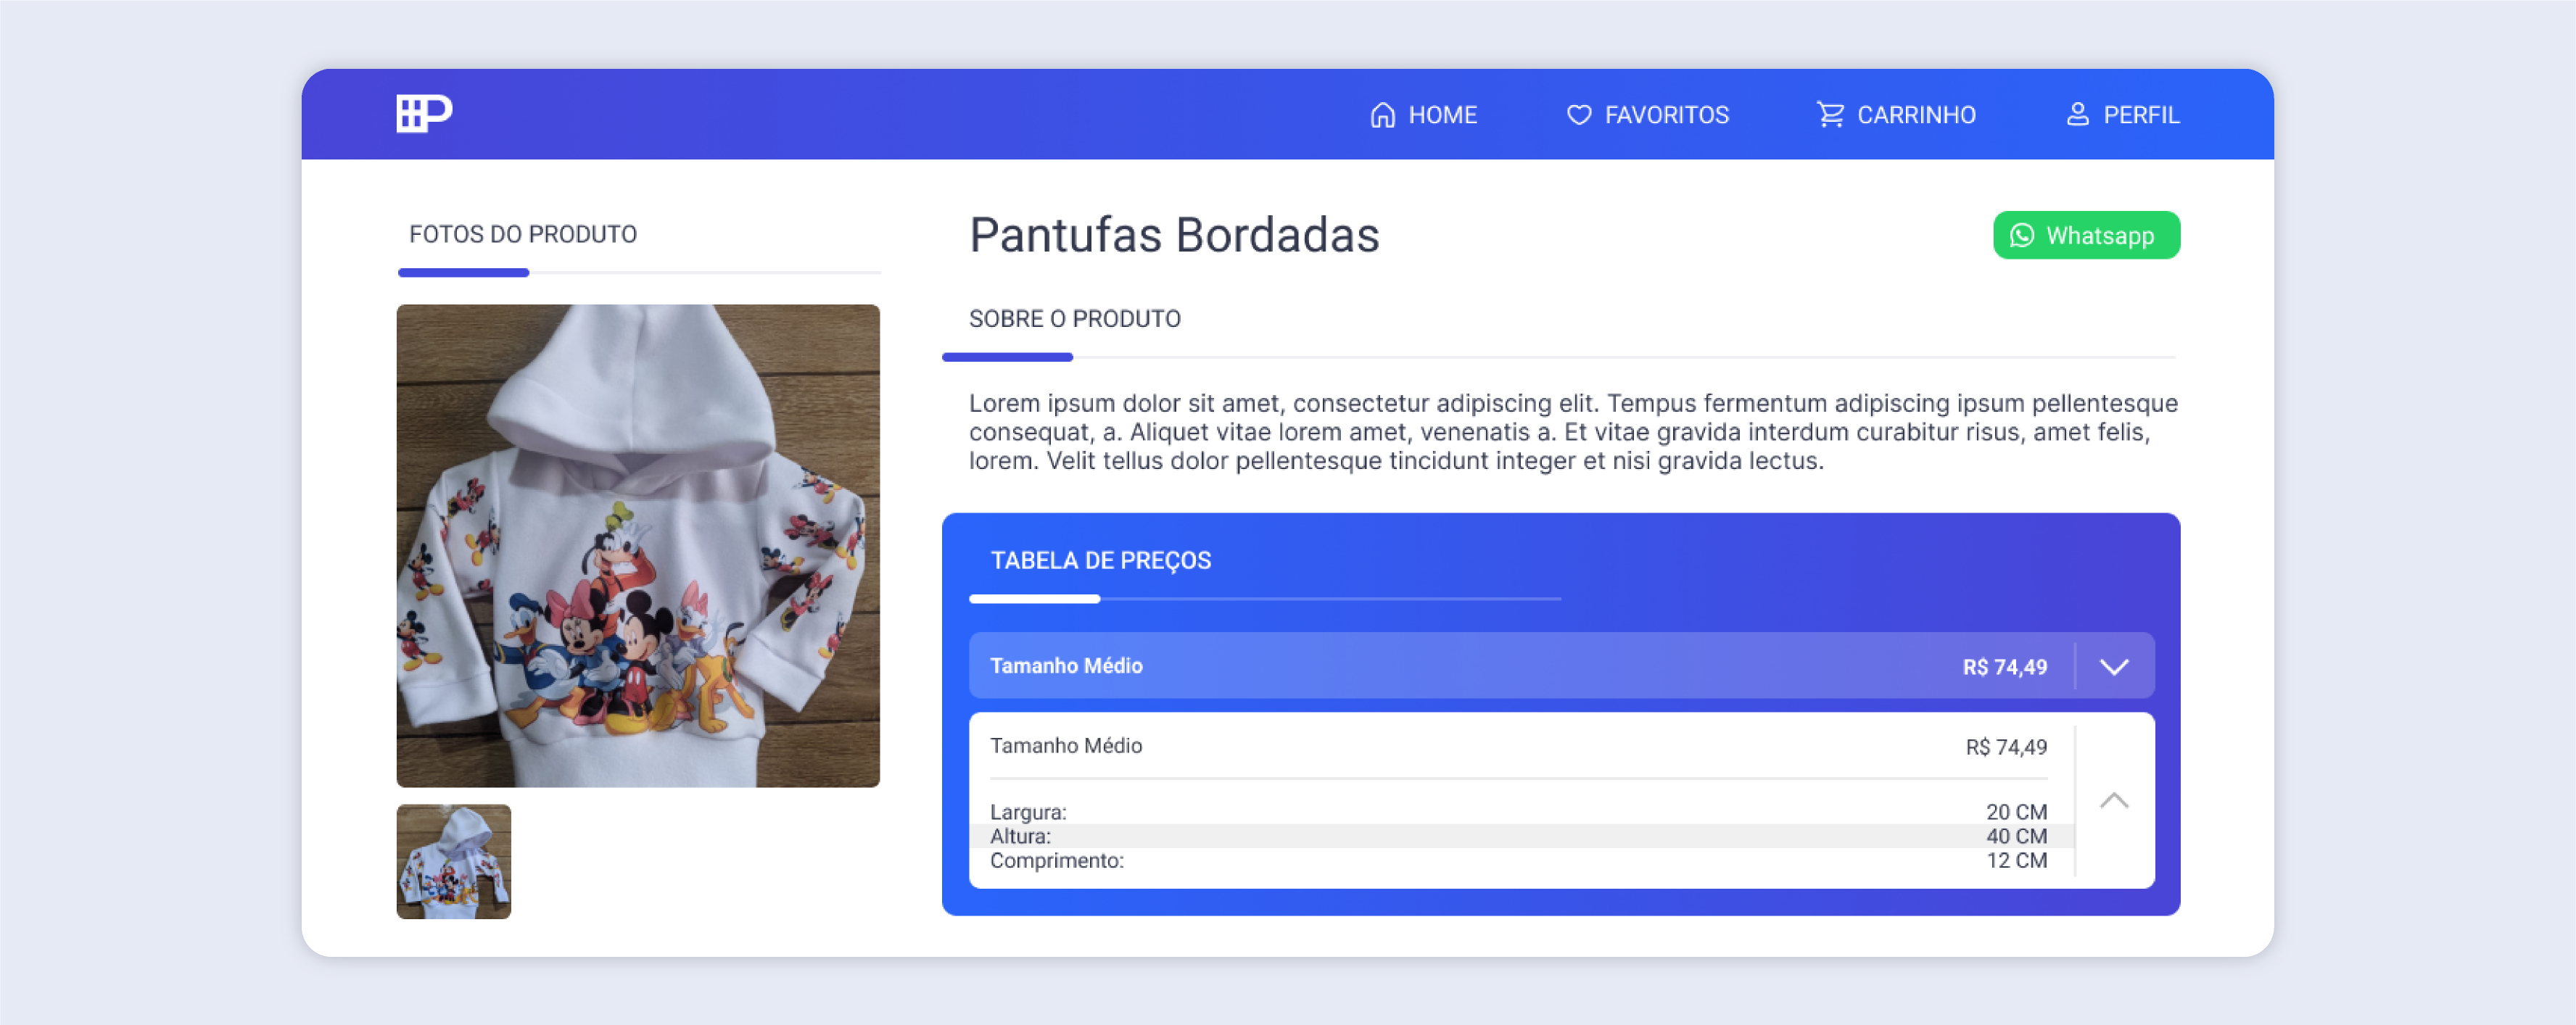 HOME
FAVORITOS
CARRINHO
PERFIL
FOTOS DO PRODUTO
Pantufas Bordadas
Whatsapp
SOBRE O PRODUTO
Lorem ipsum dolor sit amet, consectetur adipiscing elit. Tempus fermentum adipiscing ipsum pellentesque
consequat, a. Aliquet vitae lorem amet, venenatis a. Et vitae gravida interdum curabitur risus, amet felis,
lorem. Velit tellus dolor pellentesque tincidunt integer et nisi gravida lectus.
TABELA DE PREÇOS
Tamanho Médio R$ 74,49
Tamanho Médio R$ 74,49
Largura: 20 CM
Altura: 40 CM
Comprimento: 12 CM